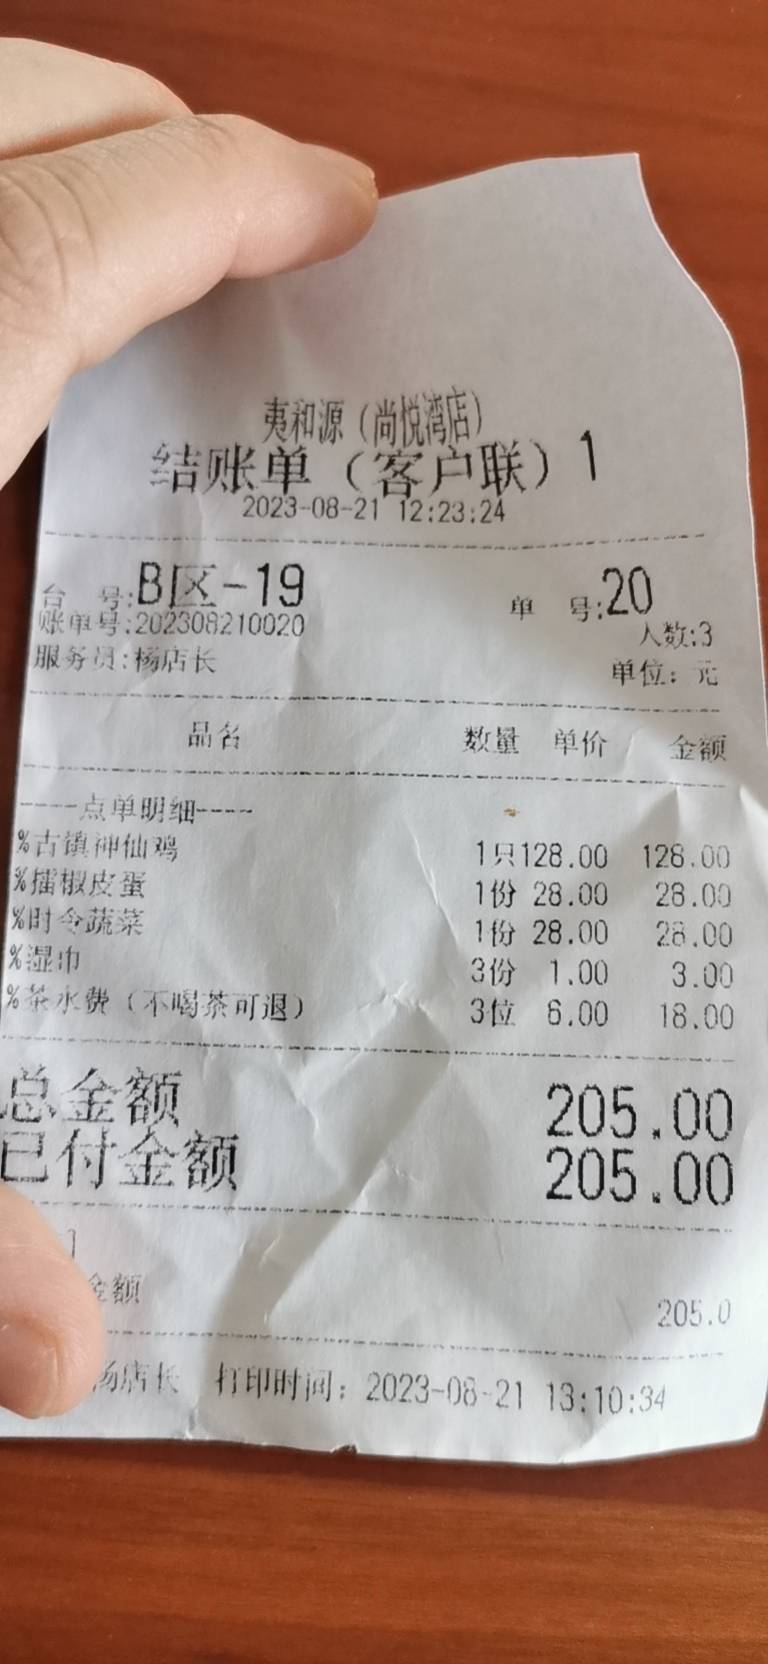 夷和源（尚悦湾店）
结账单（客户联）1
2023-08-21 12:23:24
台 号:B区-19 单 号:20
账单号:202308210020 人数:3
服务员:杨店长 单位：元
品名 数量 单价 金额
----点单明细----
%古镇神仙鸡 1只128.00 128.00
%擂椒皮蛋 1份 28.00 28.00
%时令蔬菜 1份 28.00 28.00
%湿巾 3份 1.00 3.00
%茶水费（不喝茶可退） 3位 6.00 18.00
总金额 205.00
已付金额 205.00
金额 205.0
杨店长 打印时间：2023-08-21 13:10:34